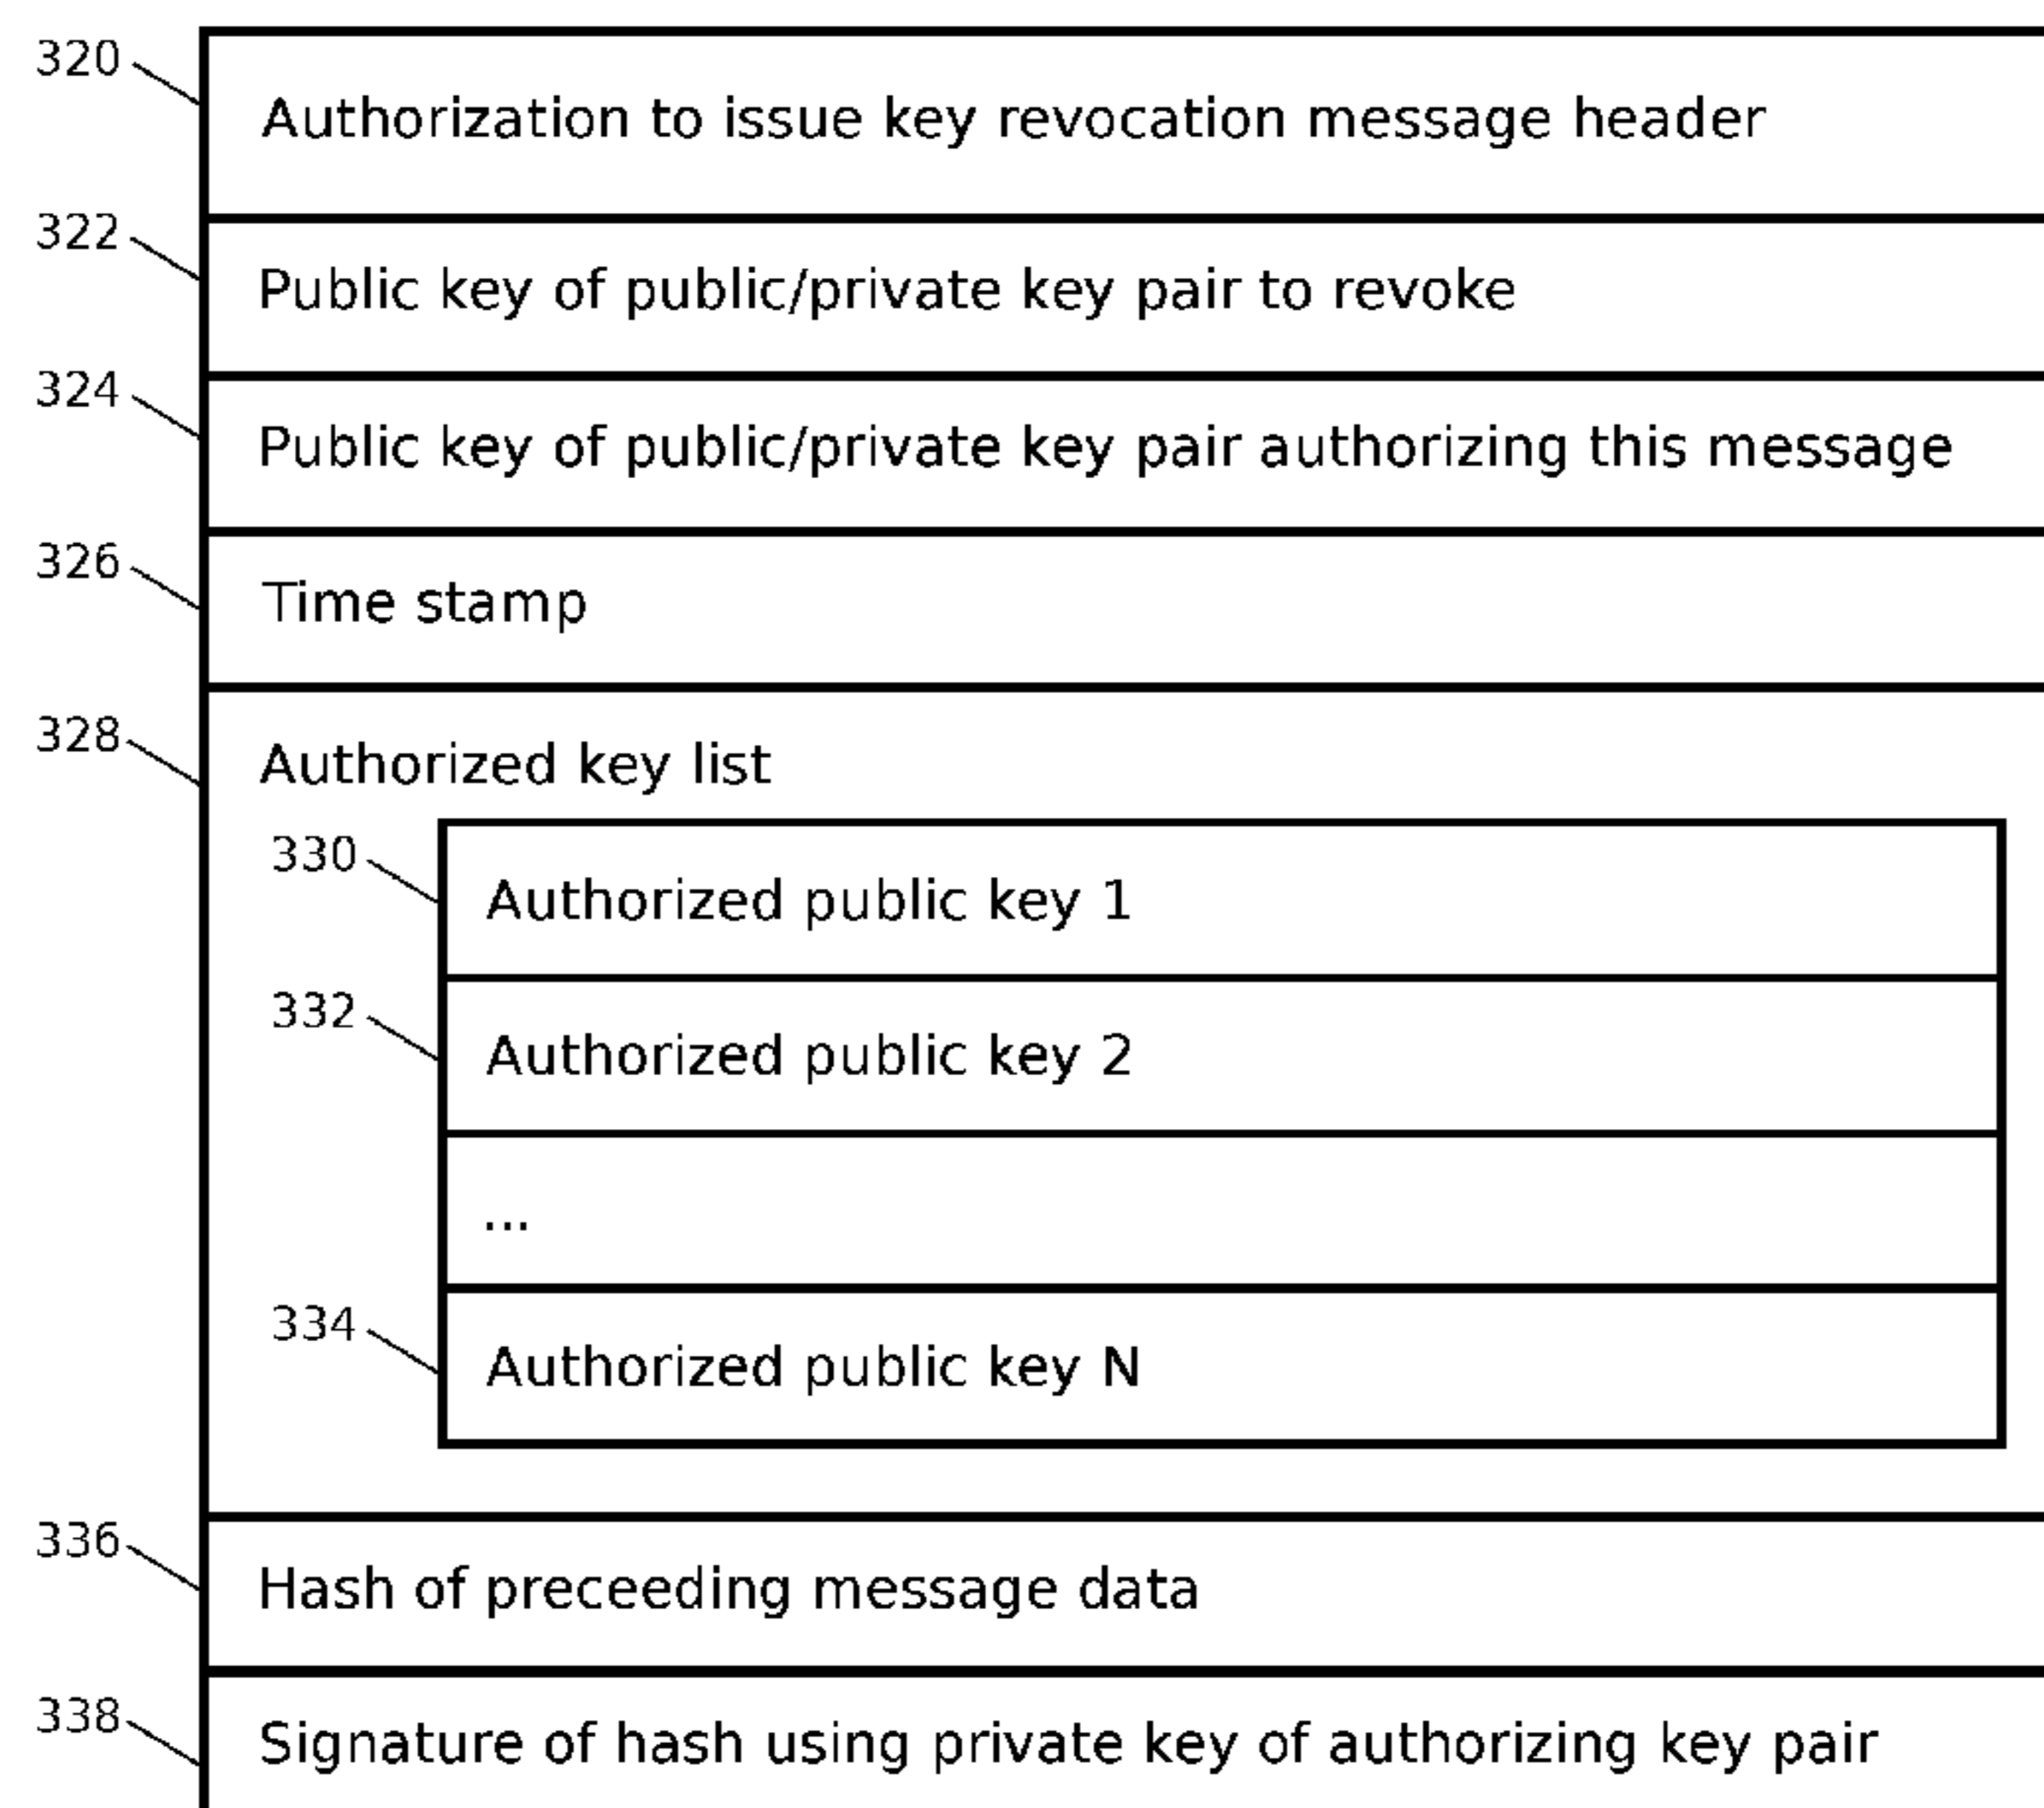 320
Authorization to issue key revocation message header
322
Public key of public/private key pair to revoke
324
Public key of public/private key pair authorizing this message
326
Time stamp
328
Authorized key list
330
Authorized public key 1
332
Authorized public key 2
...
334
Authorized public key N
336
Hash of preceeding message data
338
Signature of hash using private key of authorizing key pair